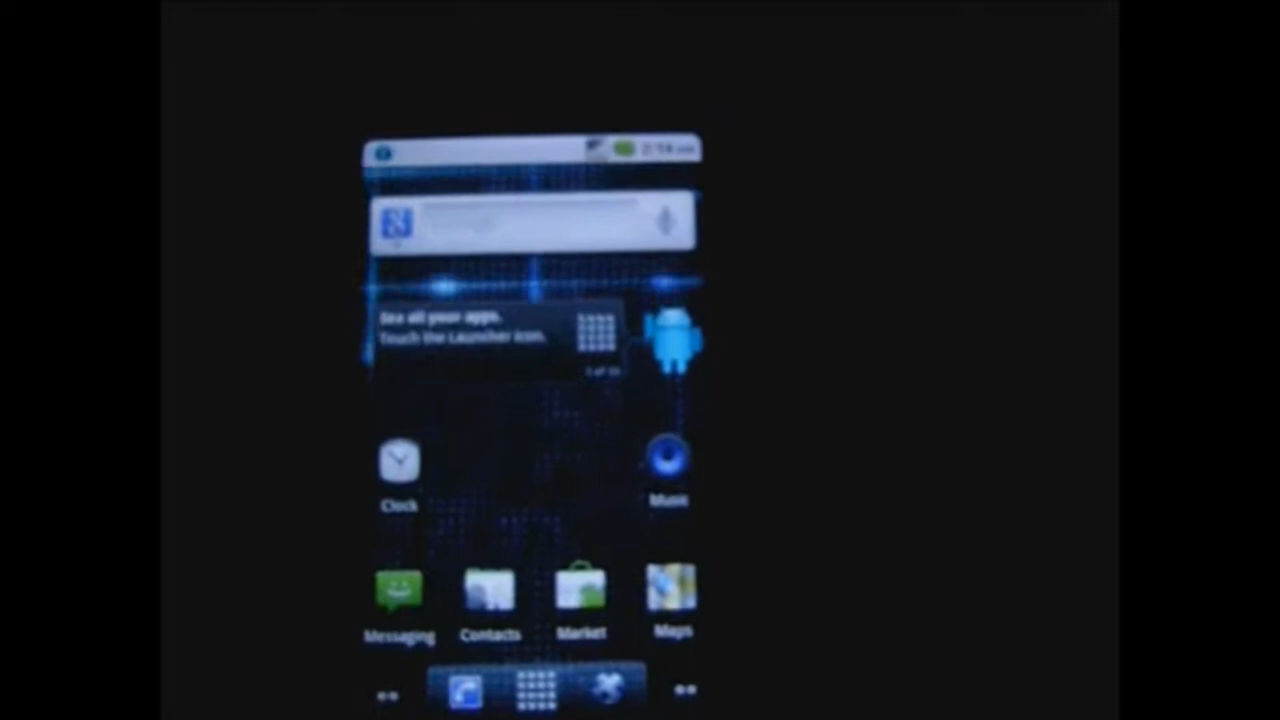 See all your apps.
Touch the Launcher icon.
Clock
Music
Messaging
Contacts
Market
Maps